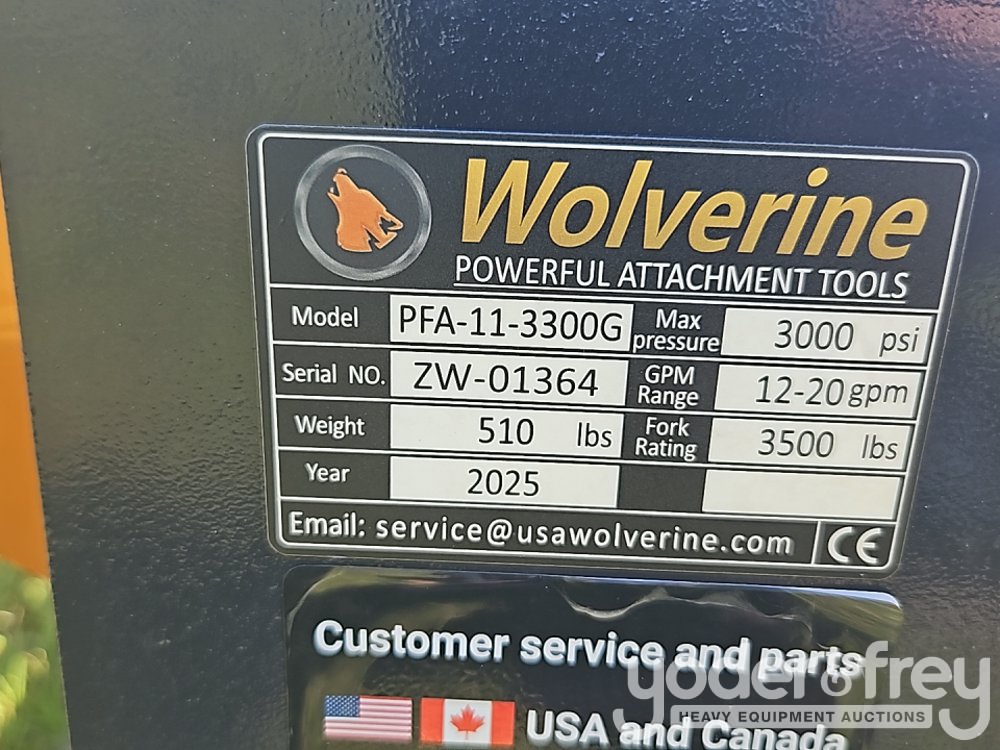 Wolverine
POWERFUL ATTACHMENT TOOLS
Model PFA-11-3300G Max pressure 3000 psi
Serial NO. ZW-01364 GPM Range 12-20 gpm
Weight 510 lbs Fork Rating 3500 lbs
Year 2025
Email: service@usawolverine.com CE
Customer service and parts
USA and Canada
yoder&frey
HEAVY EQUIPMENT AUCTIONS